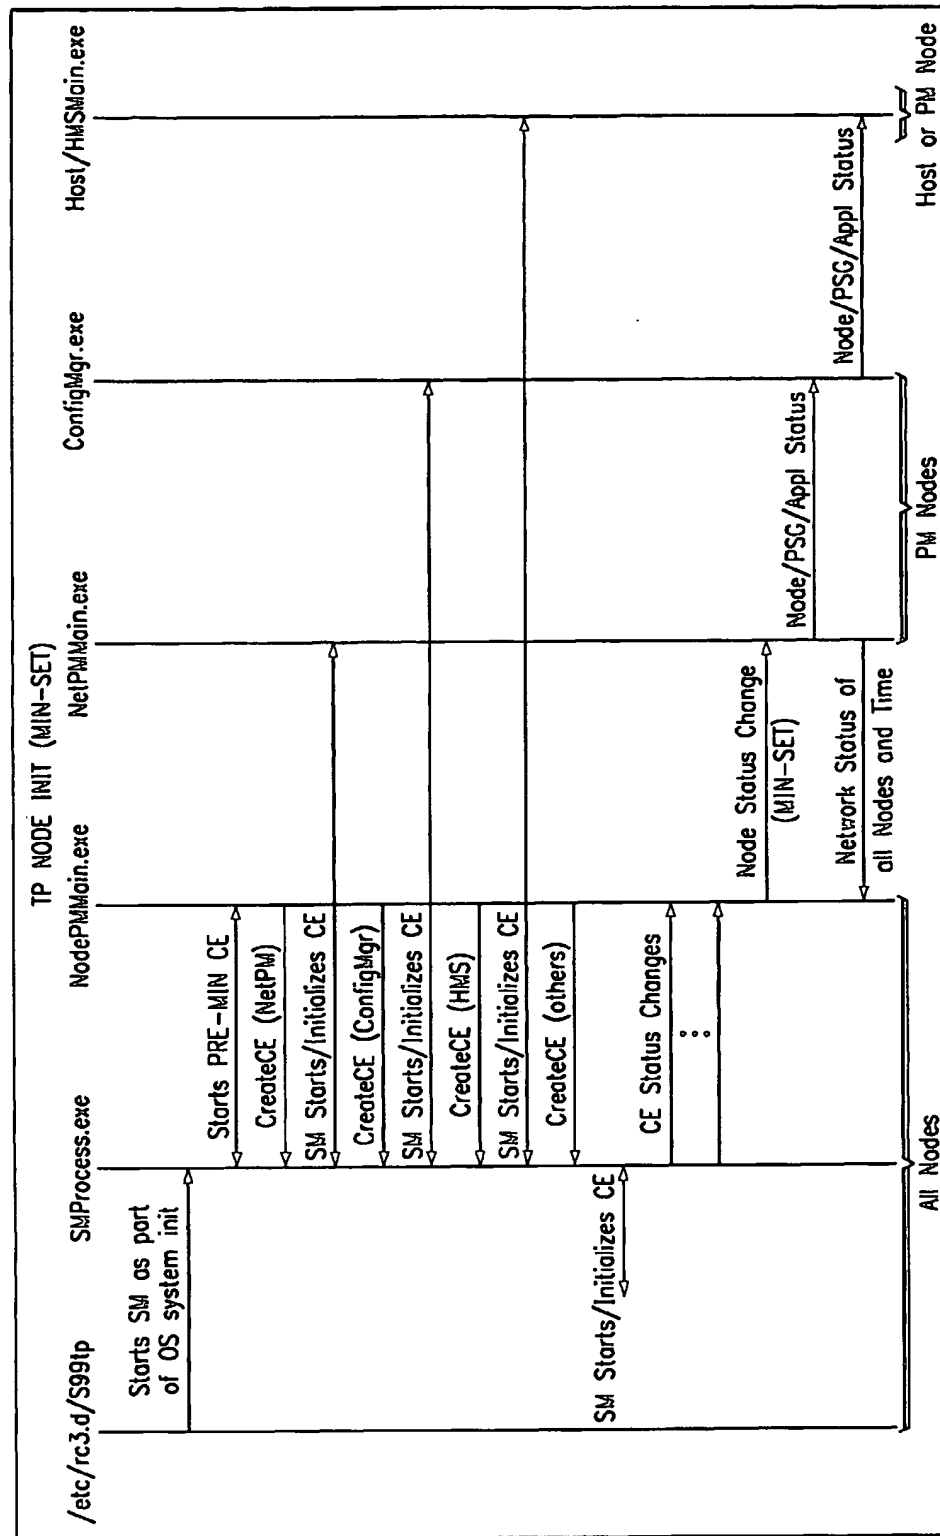 TP NODE INIT (MIN-SET)
/etc/rc3.d/S99tp
SMProcess.exe
NodePMMain.exe
NetPMMain.exe
ConfigMgr.exe
Host/HMSMain.exe
Starts SM as part
of OS system init
Starts PRE-MIN CE
CreateCE (NetPM)
SM Starts/Initializes CE
CreateCE (ConfigMgr)
SM Starts/Initializes CE
CreateCE (HMS)
SM Starts/Initializes CE
CreateCE (others)
SM Starts/Initializes CE
CE Status Changes
Node Status Change
(MIN-SET)
Node/PSG/Appl Status
Network Status of
all Nodes and Time
Node/PSG/Appl Status
All Nodes
PM Nodes
Host or PM Node